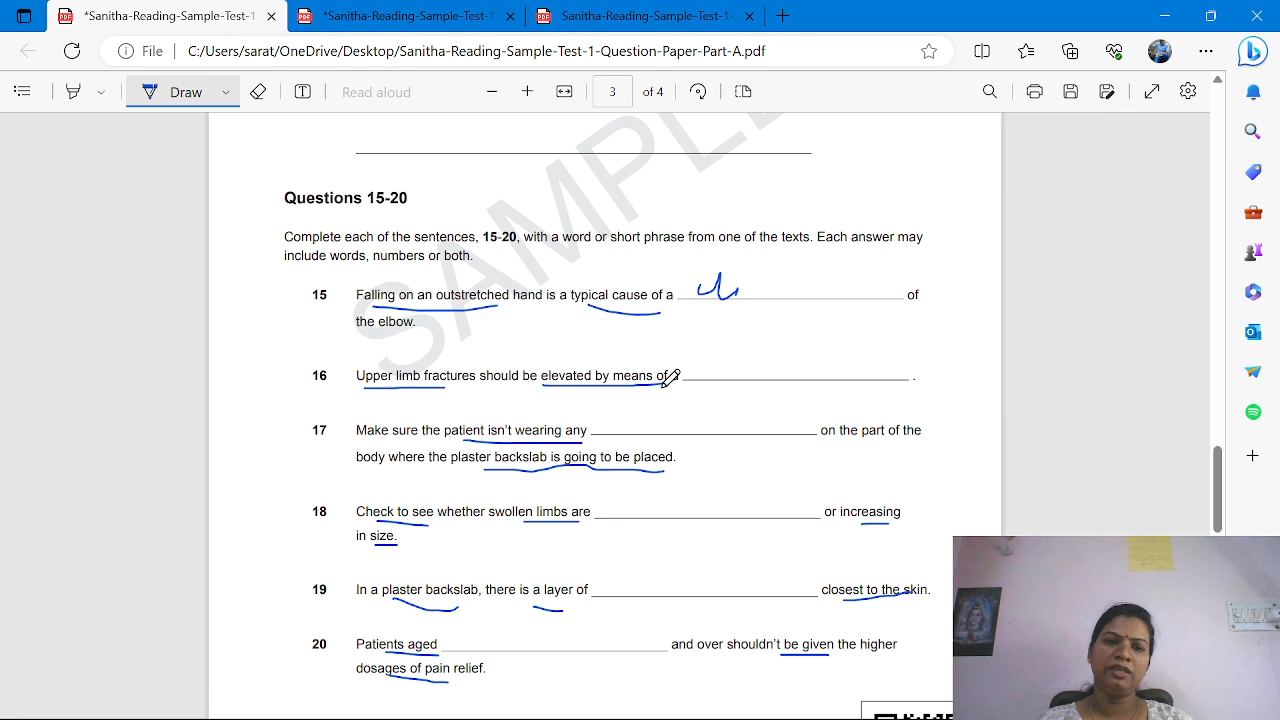 *Sanitha-Reading-Sample-Test-1
*Sanitha-Reading-Sample-Test-1
Sanitha-Reading-Sample-Test-1-
File
C:/Users/sarat/OneDrive/Desktop/Sanitha-Reading-Sample-Test-1-Question-Paper-Part-A.pdf
Draw
Read aloud
3
of 4
SAMPLE
Questions 15-20
Complete each of the sentences, 15-20, with a word or short phrase from one of the texts. Each answer may
include words, numbers or both.
15 Falling on an outstretched hand is a typical cause of a ____ of
the elbow.
16 Upper limb fractures should be elevated by means of a ____ .
17 Make sure the patient isn't wearing any ____ on the part of the
body where the plaster backslab is going to be placed.
18 Check to see whether swollen limbs are ____ or increasing
in size.
19 In a plaster backslab, there is a layer of ____ closest to the skin.
20 Patients aged ____ and over shouldn't be given the higher
dosages of pain relief.